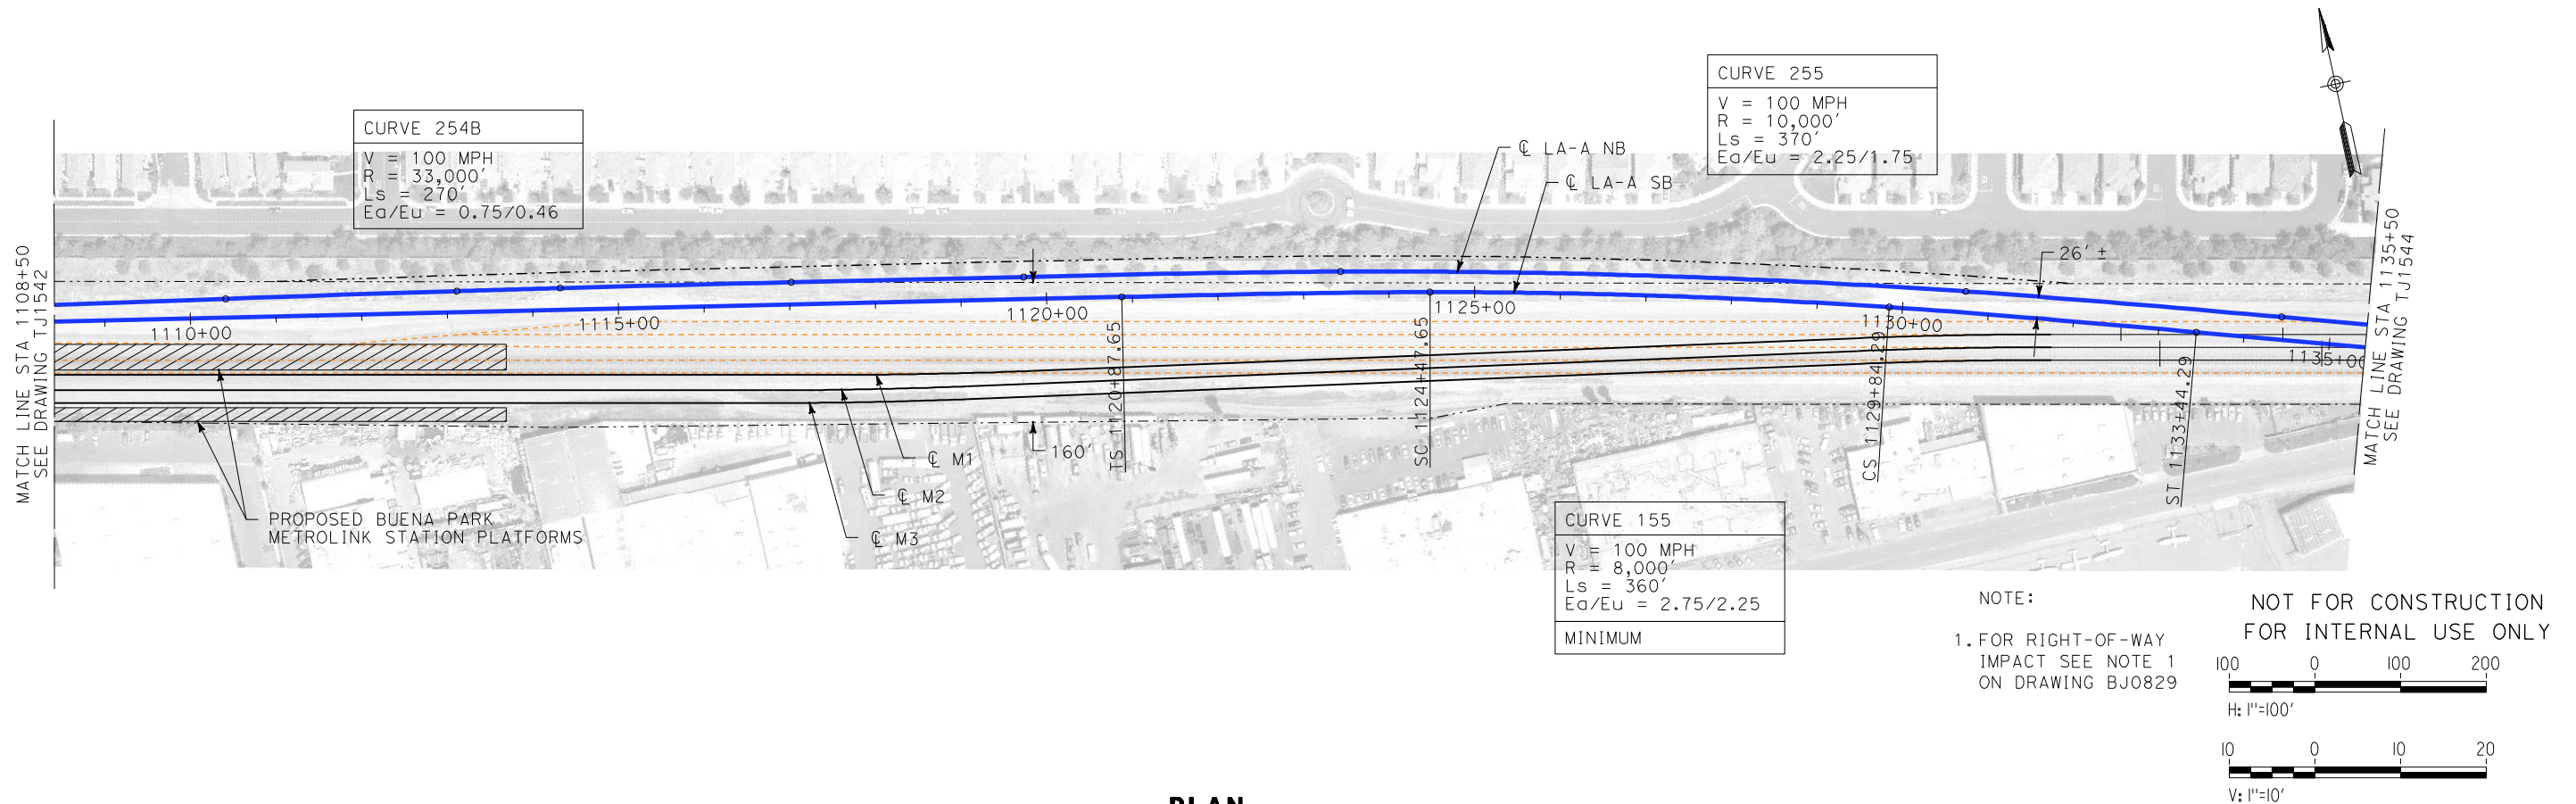 CURVE 254B
V = 100 MPH
R = 33,000′
Ls = 270′
Ea/Eu = 0.75/0.46
CURVE 255
V = 100 MPH
R = 10,000′
Ls = 370′
Ea/Eu = 2.25/1.75
℄ LA-A NB
℄ LA-A SB
26′ ±
MATCH LINE STA 1108+50
SEE DRAWING TJ1542
MATCH LINE STA 1135+50
SEE DRAWING TJ1544
1110+00
1115+00
1120+00
1125+00
1130+00
1135+00
TS 1120+87.65
SC 1124+47.65
CS 1129+84.29
ST 1133+44.29
160′
℄ M1
℄ M2
℄ M3
PROPOSED BUENA PARK
METROLINK STATION PLATFORMS
CURVE 155
V = 100 MPH
R = 8,000′
Ls = 360′
Ea/Eu = 2.75/2.25
MINIMUM
NOTE:
1. FOR RIGHT-OF-WAY
IMPACT SEE NOTE 1
ON DRAWING BJ0829
NOT FOR CONSTRUCTION
FOR INTERNAL USE ONLY
100 0 100 200
H: 1"=100′
10 0 10 20
V: 1"=10′
PLAN